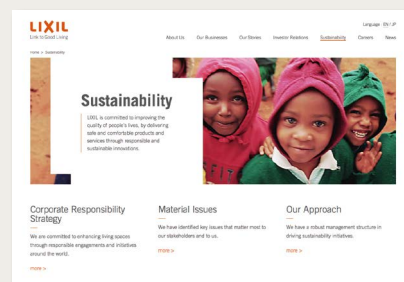 LIXIL
Link to Good Living
Language EN / JP
About Us Our Businesses Our Stories Investor Relations Sustainability Careers News
Home > Sustainability
Sustainability
LIXIL is committed to improving the
quality of people's lives, by delivering
safe and comfortable products and
services through responsible and
sustainable innovations.
Corporate Responsibility
Strategy
We are committed to enhancing living spaces
through responsible engagements and initiatives
around the world.
more >
Material Issues
We have identified key issues that matter most to
our stakeholders and to us.
more >
Our Approach
We have a robust management structure in
driving sustainability initiatives.
more >